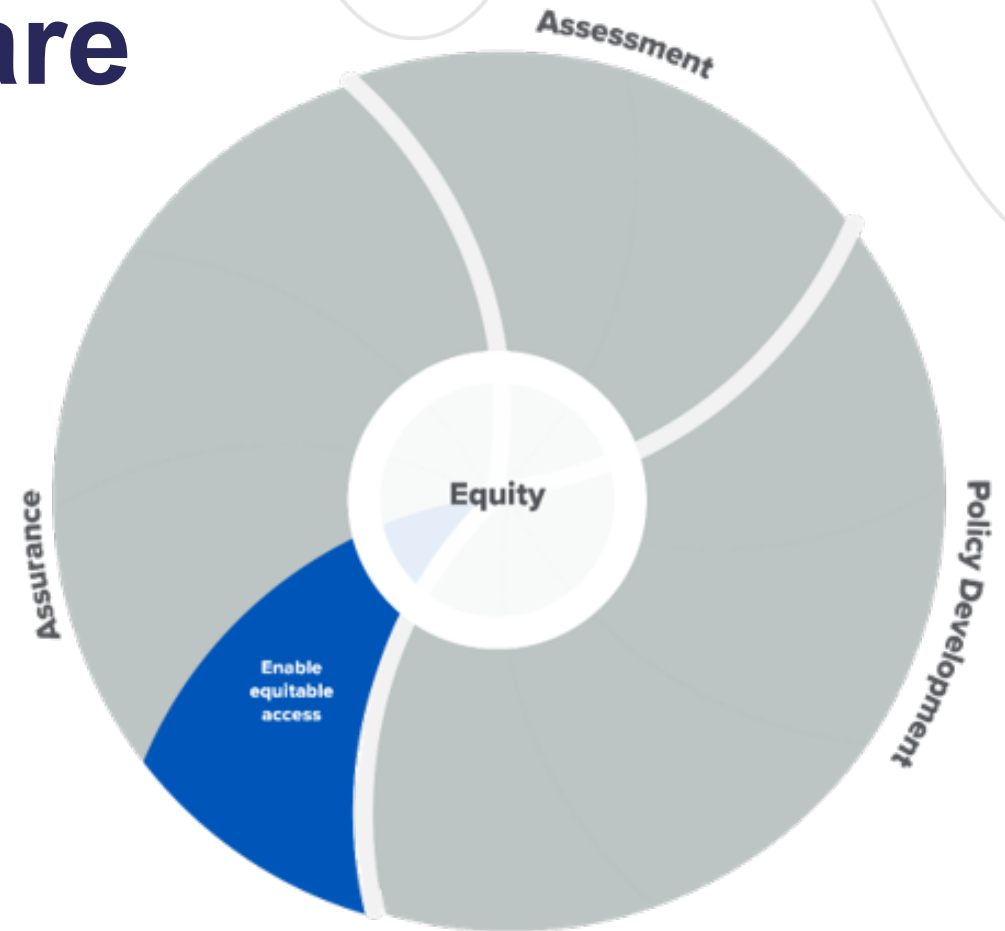 are
Assessment
Equity
Assurance
Policy Development
Enable
equitable
access